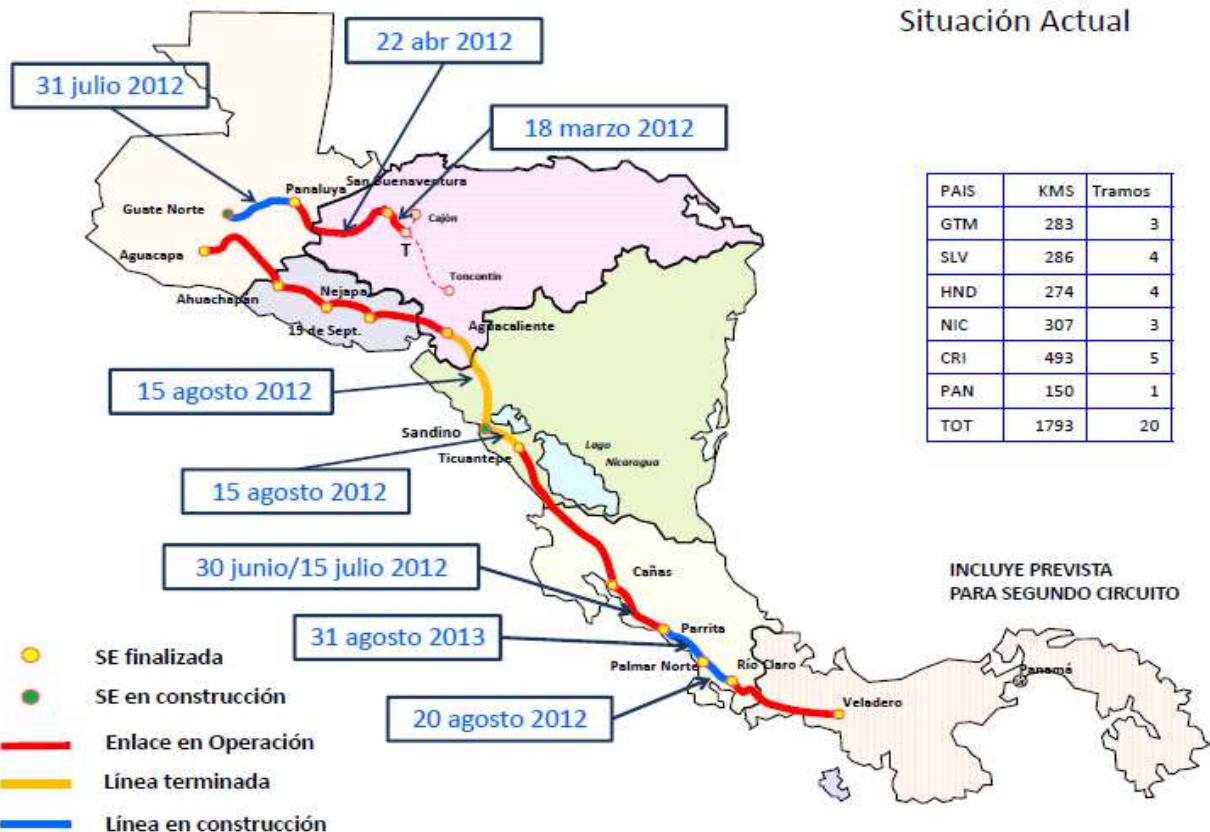 Situación Actual
22 abr 2012
31 julio 2012
18 marzo 2012
San Buenaventura
Panaluya
Guate Norte
Cajón
Aguacapa
T
Toncontín
Ahuachapan
Nejapa
15 de Sept.
Aguacaliente
15 agosto 2012
Sandino
Ticuantepe
Lago
Nicaragua
15 agosto 2012
30 junio/15 julio 2012
Cañas
31 agosto 2013
Parrita
Palmar Norte
Río Claro
20 agosto 2012
Veladero
Panamá
PAIS KMS Tramos
GTM 283 3
SLV 286 4
HND 274 4
NIC 307 3
CRI 493 5
PAN 150 1
TOT 1793 20
INCLUYE PREVISTA
PARA SEGUNDO CIRCUITO
SE finalizada
SE en construcción
Enlace en Operación
Línea terminada
Línea en construcción